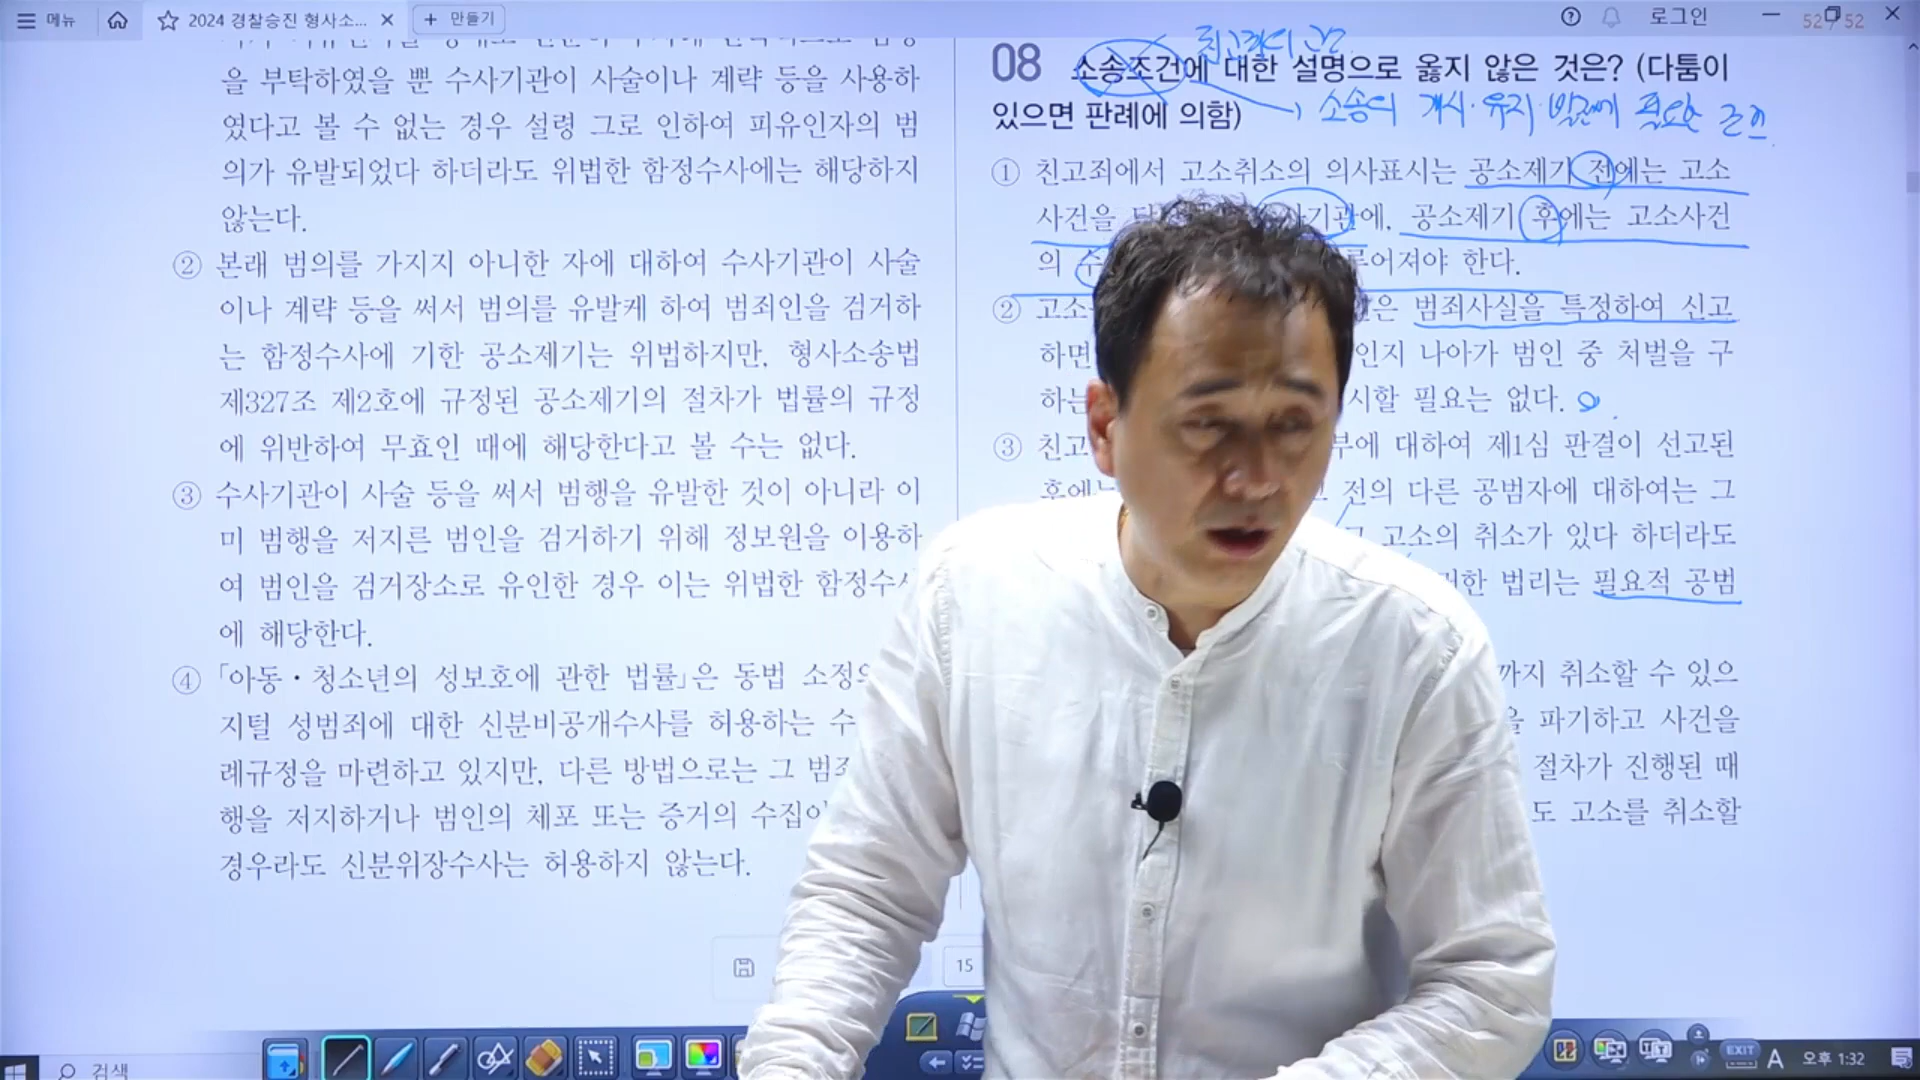 메뉴
2024 경찰승진 형사소...
만들기
로그인
52 52
을 부탁하였을 뿐 수사기관이 사술이나 계략 등을 사용하
였다고 볼 수 없는 경우 설령 그로 인하여 피유인자의 범
의가 유발되었다 하더라도 위법한 함정수사에는 해당하지
않는다.
② 본래 범의를 가지지 아니한 자에 대하여 수사기관이 사술
이나 계략 등을 써서 범의를 유발케 하여 범죄인을 검거하
는 함정수사에 기한 공소제기는 위법하지만, 형사소송법
제327조 제2호에 규정된 공소제기의 절차가 법률의 규정
에 위반하여 무효인 때에 해당한다고 볼 수는 없다.
③ 수사기관이 사술 등을 써서 범행을 유발한 것이 아니라 이
미 범행을 저지른 범인을 검거하기 위해 정보원을 이용하
여 범인을 검거장소로 유인한 경우 이는 위법한 함정수사
에 해당한다.
④ 「아동・청소년의 성보호에 관한 법률」은 동법 소정의
지털 성범죄에 대한 신분비공개수사를 허용하는 수
례규정을 마련하고 있지만, 다른 방법으로는 그 범죄
행을 저지하거나 범인의 체포 또는 증거의 수집이
경우라도 신분위장수사는 허용하지 않는다.
08 소송조건에 대한 설명으로 옳지 않은 것은? (다툼이
있으면 판례에 의함)
소송의 개시·유지·발전에 필요한
① 친고죄에서 고소취소의 의사표시는 공소제기 전에는 고소
사건을 사기관에, 공소제기 후에는 고소사건
의 수 루어져야 한다.
② 고소 은 범죄사실을 특정하여 신고
하면 인지 나아가 범인 중 처벌을 구
하는 시할 필요는 없다.
③ 친고 부에 대하여 제1심 판결이 선고된
후에는 전의 다른 공범자에 대하여는 그
고소의 취소가 있다 하더라도
법리는 필요적 공범
까지 취소할 수 있으
을 파기하고 사건을
절차가 진행된 때
도 고소를 취소할
15
EXIT
A
오후 1:32
검색